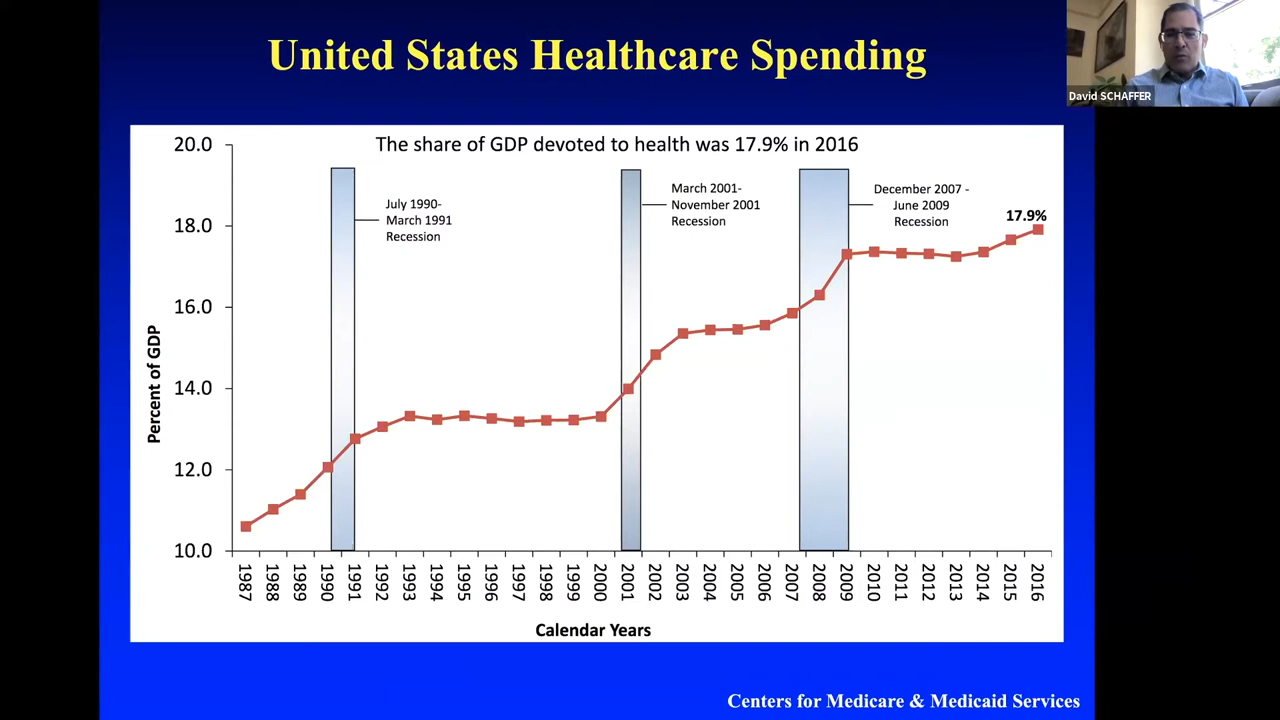 United States Healthcare Spending
David SCHAFFER
The share of GDP devoted to health was 17.9% in 2016
20.0
18.0
16.0
14.0
12.0
10.0
Percent of GDP
July 1990-
March 1991
Recession
March 2001-
November 2001
Recession
December 2007 -
June 2009
Recession
17.9%
1987
1988
1989
1990
1991
1992
1993
1994
1995
1996
1997
1998
1999
2000
2001
2002
2003
2004
2005
2006
2007
2008
2009
2010
2011
2012
2013
2014
2015
2016
Calendar Years
Centers for Medicare & Medicaid Services